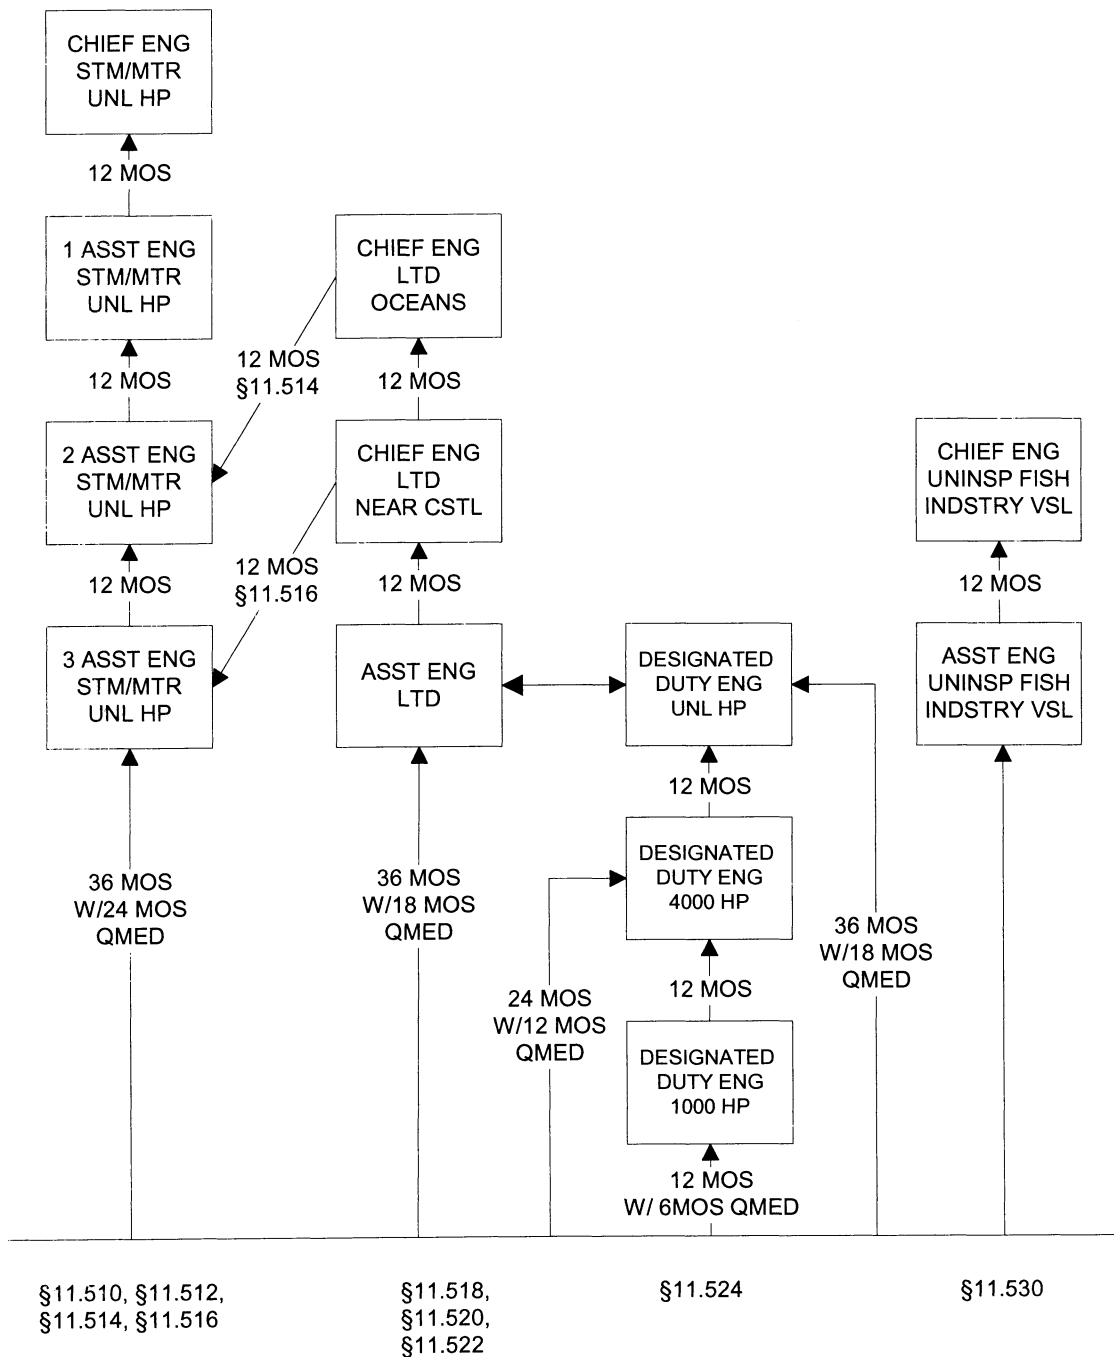 CHIEF ENG
STM/MTR
UNL HP
12 MOS
1 ASST ENG
STM/MTR
UNL HP
12 MOS
2 ASST ENG
STM/MTR
UNL HP
12 MOS
3 ASST ENG
STM/MTR
UNL HP
36 MOS
W/24 MOS
QMED
12 MOS
§11.514
12 MOS
§11.516
CHIEF ENG
LTD
OCEANS
12 MOS
CHIEF ENG
LTD
NEAR CSTL
12 MOS
ASST ENG
LTD
36 MOS
W/18 MOS
QMED
DESIGNATED
DUTY ENG
UNL HP
12 MOS
DESIGNATED
DUTY ENG
4000 HP
12 MOS
DESIGNATED
DUTY ENG
1000 HP
12 MOS
W/ 6MOS QMED
24 MOS
W/12 MOS
QMED
36 MOS
W/18 MOS
QMED
CHIEF ENG
UNINSP FISH
INDSTRY VSL
12 MOS
ASST ENG
UNINSP FISH
INDSTRY VSL
§11.510, §11.512,
§11.514, §11.516
§11.518,
§11.520,
§11.522
§11.524
§11.530